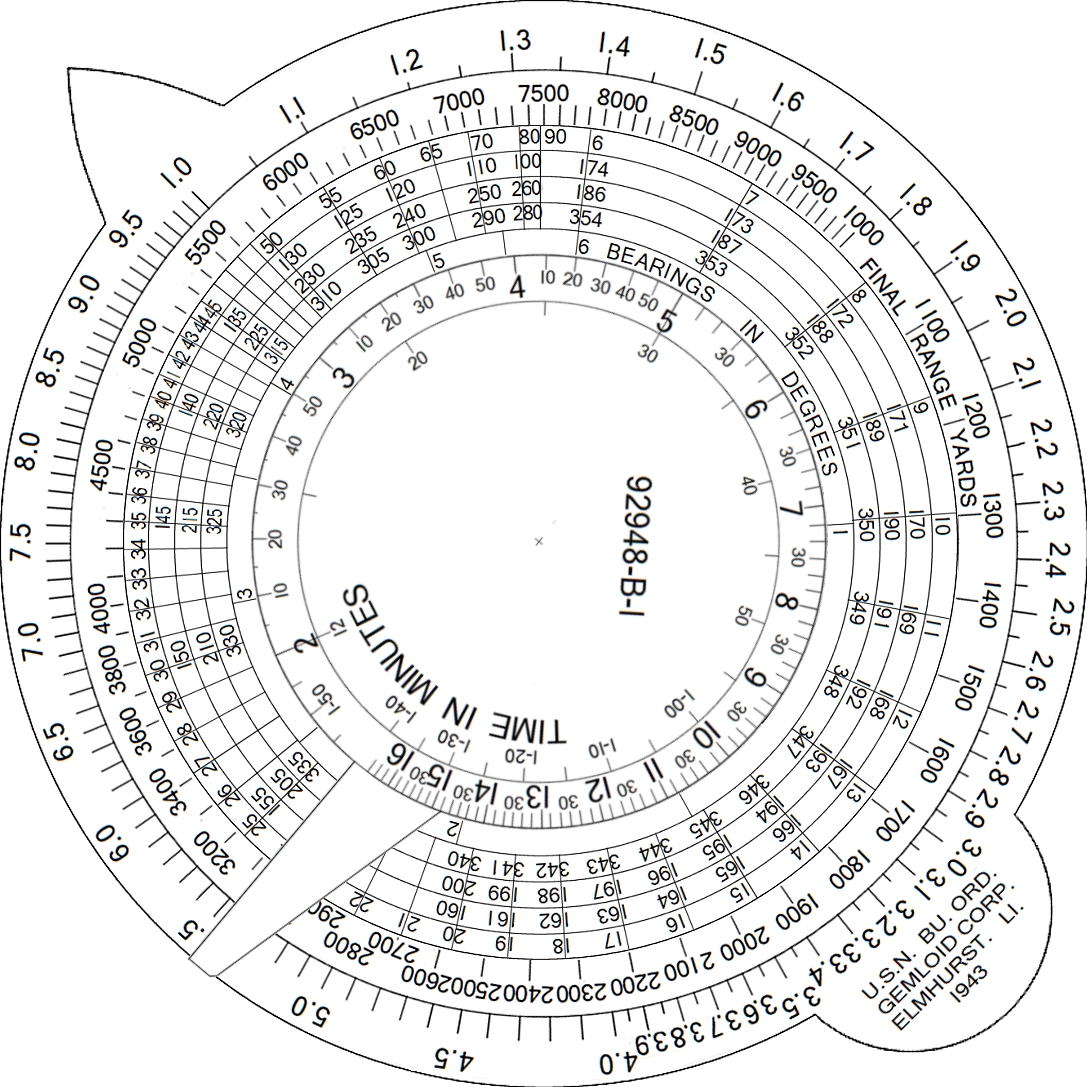 1.0 1.1 1.2 1.3 1.4 1.5 1.6 1.7 1.8 1.9 2.0 2.1 2.2 2.3 2.4 2.5 2.6 2.7 2.8 2.9 3.0 3.1 3.2 3.3 3.4 3.5 3.6 3.7 3.8 3.9 4.0 4.5 5.0 .5 6.0 6.5 7.0 7.5 8.0 8.5 9.0 9.5
3200 3400 3600 3800 4000 4500 5000 5500 6000 6500 7000 7500 8000 8500 9000 9500 1000 1100 1200 1300 1400 1500 1600 1700 1800 1900 2000 2100 2200 2300 2400 2500 2600 2700 2800 290
FINAL RANGE YARDS
25 26 27 28 29 30 31 32 33 34 35 36 37 38 39 40 41 42 43 44 45 50 55 60 65 70 80 90 6 7 8 9 10 11 12 13 14 15 16 17 18 19 20 21 22
155 150 145 140 135 130 125 120 110 100 174 173 172 171 170 169 168 167 166 165 164 163 162 161 160
205 210 215 220 225 230 235 240 250 260 186 187 188 189 190 191 192 193 194 195 196 197 198 199 200
335 330 325 320 315 310 305 300 290 280 354 353 352 351 350 349 348 347 346 345 344 343 342 341 340
1 3 4 5 6 1 2
BEARINGS IN DEGREES
1-50 2 10 20 30 40 50 3 10 20 30 40 50 4 10 20 30 40 50 5 30 6 30 7 30 8 30 9 30 10 30 11 30 12 30 13 30 14 30 15 30 16
12 20 30 40 50 1-00 1-10 1-20 1-30 1-40
TIME IN MINUTES
92948-B-1
U.S.N. BU. ORD.
GEMLOID CORP.
ELMHURST. L.I.
1943